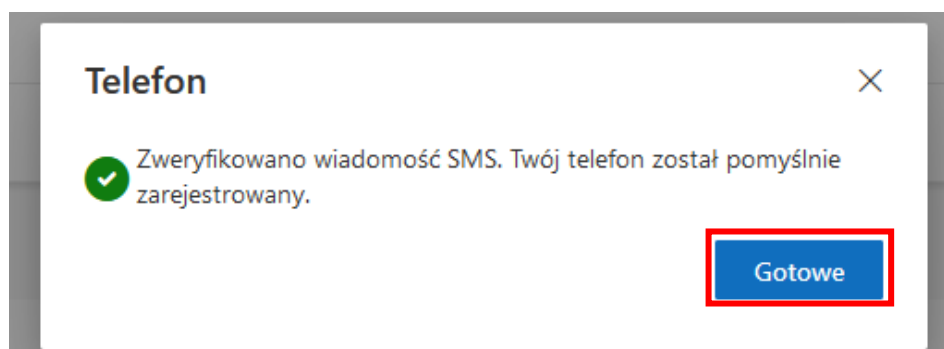 Telefon
Zweryfikowano wiadomość SMS. Twój telefon został pomyślnie
zarejestrowany.
Gotowe